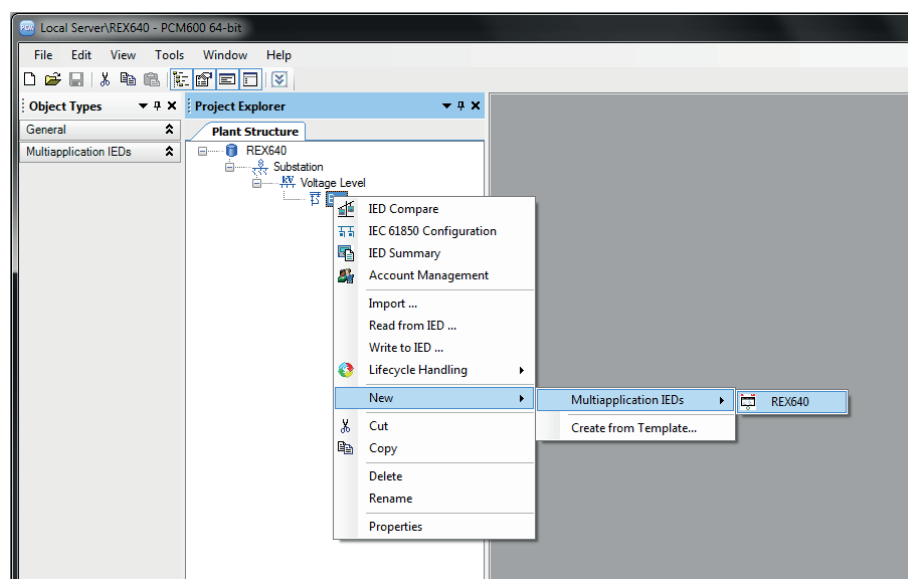 PCM Local Server\REX640 - PCM600 64-bit
File Edit View Tools Window Help
Object Types
Project Explorer
General
Multiapplication IEDs
Plant Structure
REX640
Substation
KV Voltage Level
IED Compare
IEC 61850 Configuration
IED Summary
Account Management
Import ...
Read from IED ...
Write to IED ...
Lifecycle Handling
New
Multiapplication IEDs
REX640
Cut
Create from Template...
Copy
Delete
Rename
Properties